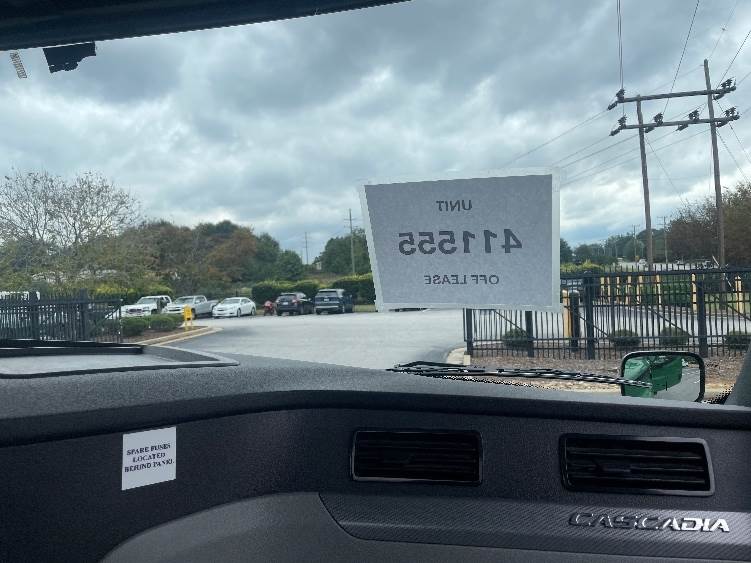 UNIT
411555
OFF LEASE
SPARE FUSES
LOCATED
BEHIND PANEL
CASCADIA